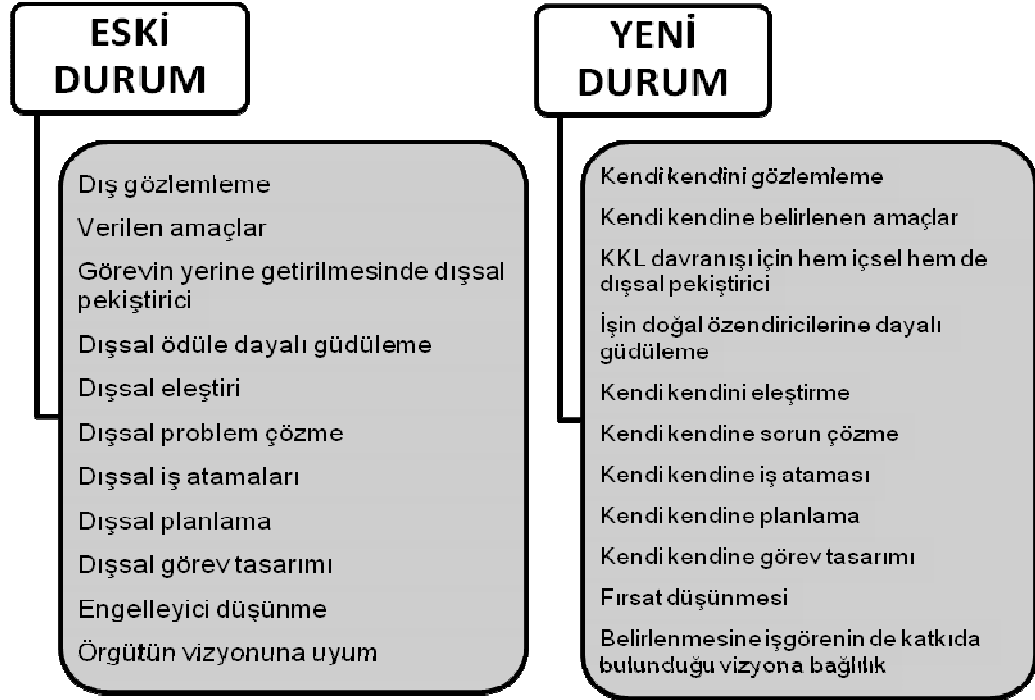 ESKİ
DURUM
Dış gözlemleme
Verilen amaçlar
Görevin yerine getirilmesinde dışsal
pekiştirici
Dışsal ödüle dayalı güdüleme
Dışsal eleştiri
Dışsal problem çözme
Dışsal iş atamaları
Dışsal planlama
Dışsal görev tasarımı
Engelleyici düşünme
Örgütün vizyonuna uyum
YENİ
DURUM
Kendi kendini gözlemleme
Kendi kendine belirlenen amaçlar
KKL davranışı için hem içsel hem de
dışsal pekiştirici
İşin doğal özendiricilerine dayalı
güdüleme
Kendi kendini eleştirme
Kendi kendine sorun çözme
Kendi kendine iş ataması
Kendi kendine planlama
Kendi kendine görev tasarımı
Fırsat düşünmesi
Belirlenmesine işgörenin de katkıda
bulunduğu vizyona bağlılık